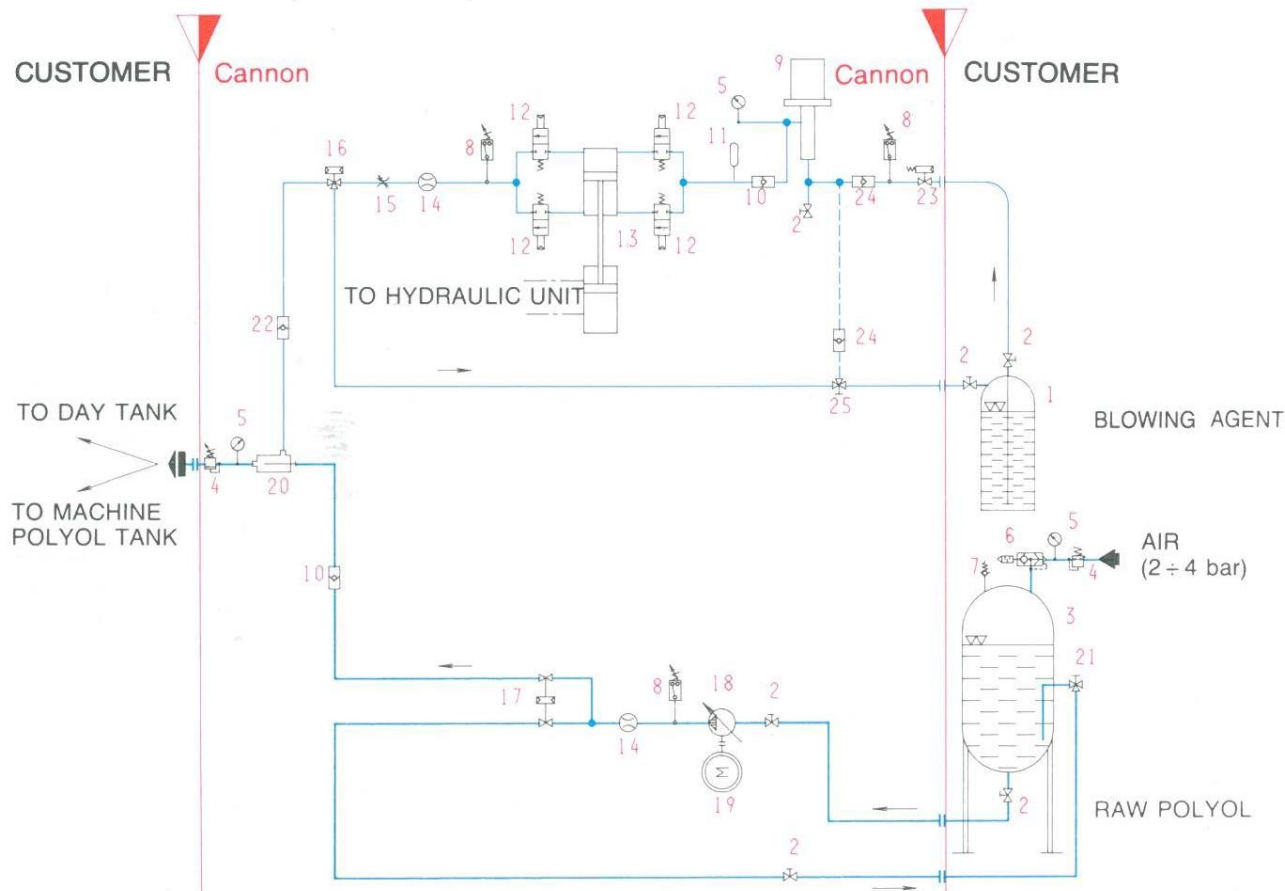 CUSTOMER Cannon Cannon CUSTOMER
9
5
12 12
8
16
8 11
15 14
10
24 23
2
12 13 12
TO HYDRAULIC UNIT
22
24
2
2
1
25
TO DAY TANK
5
BLOWING AGENT
4
20
TO MACHINE
POLYOL TANK
5
6
AIR
(2 ÷ 4 bar)
7
4
10
3
21
8 18 2
17
14
M
19
2
RAW POLYOL
2